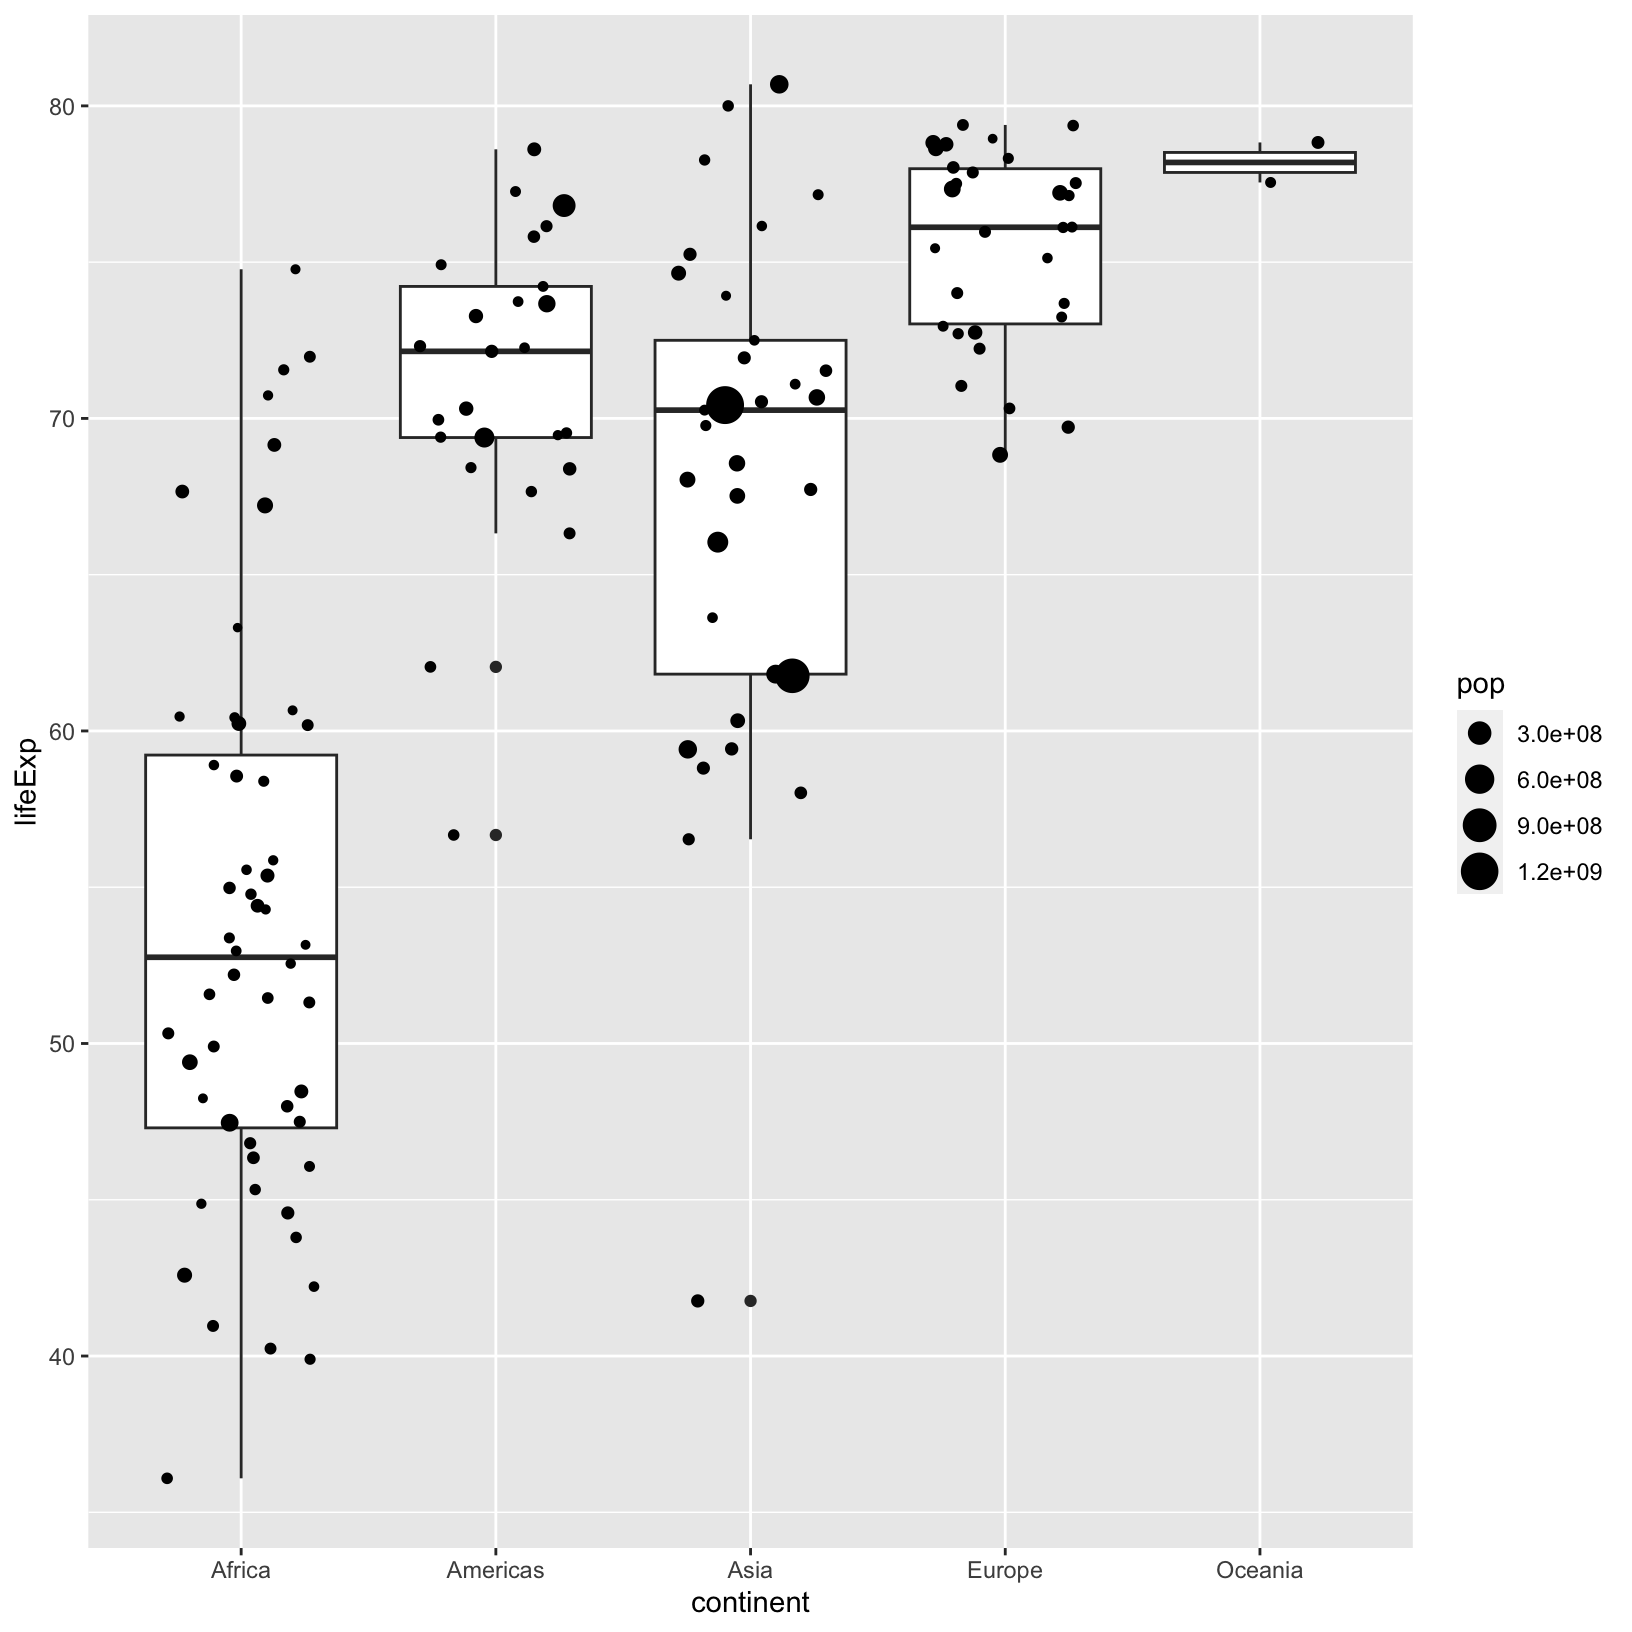 80
70
60
50
40
lifeExp
Africa
Americas
Asia
Europe
Oceania
continent
pop
3.0e+08
6.0e+08
9.0e+08
1.2e+09